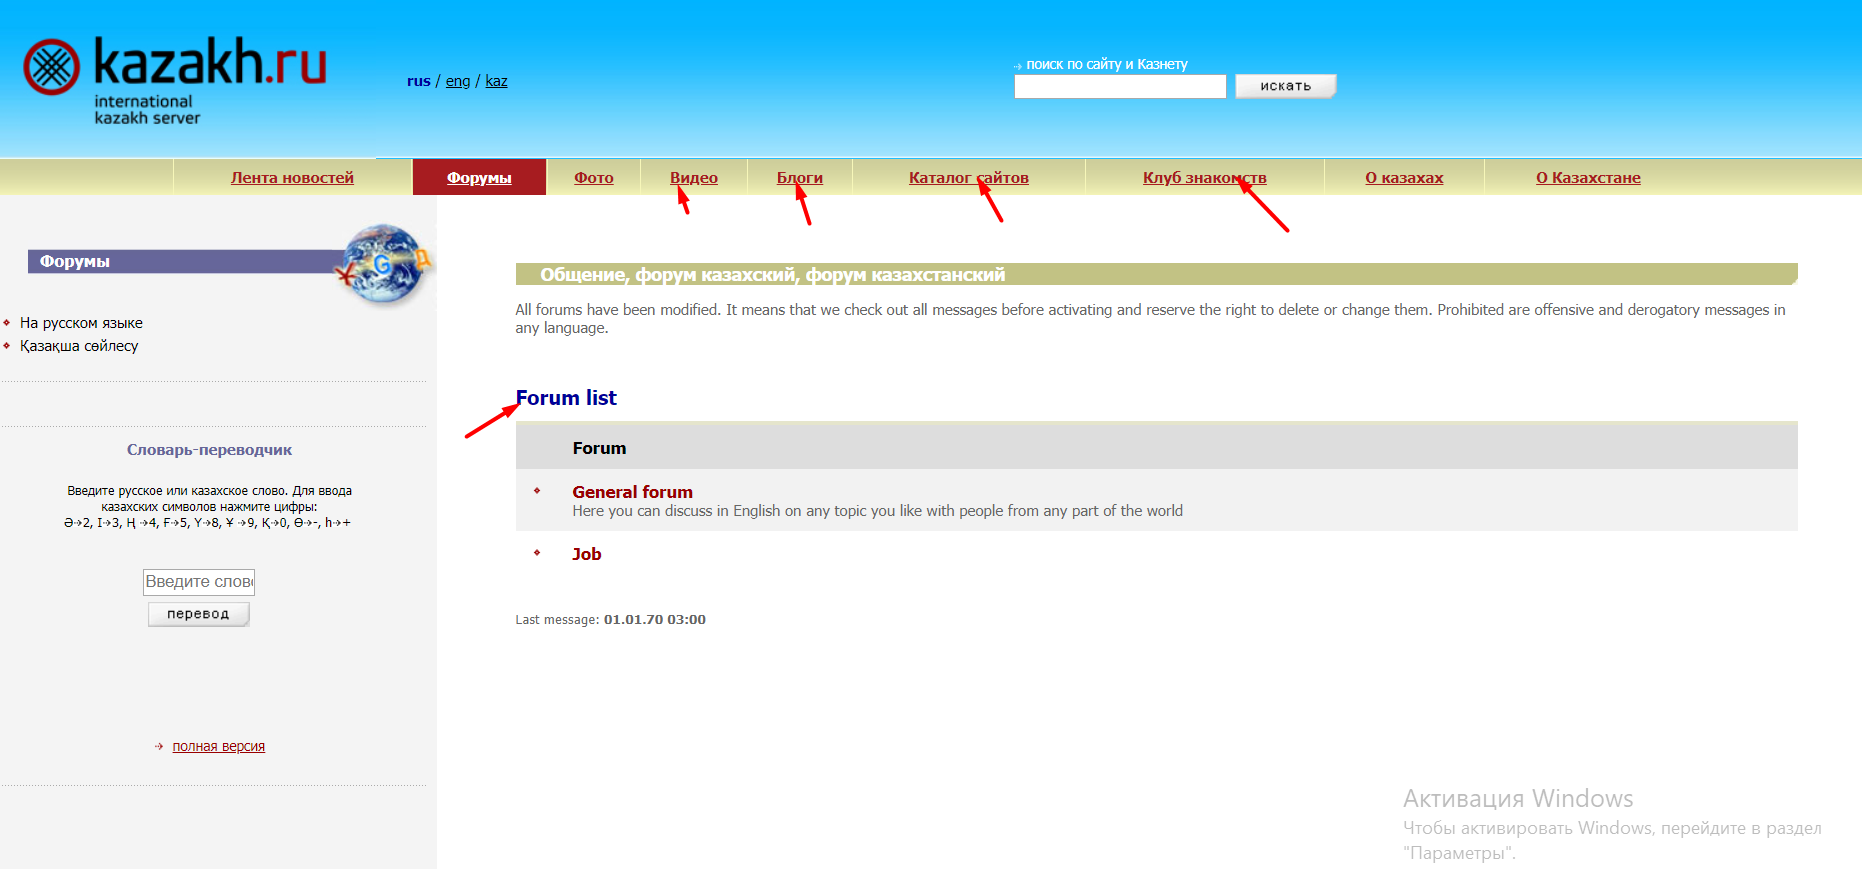 kazakh.ru
international
kazakh server
rus / eng / kaz
поиск по сайту и Казнету
искать
Лента новостей
Форумы
Фото
Видео
Блоги
Каталог сайтов
Клуб знакомств
О казахах
О Казахстане
Форумы
На русском языке
Қазақша сөйлесу
Словарь-переводчик
Введите русское или казахское слово. Для ввода
казахских символов нажмите цифры:
Ә→2, І→3, Ң →4, Ғ→5, Ү→8, Ұ →9, Қ→0, Ө→-, һ→+
Введите слово
перевод
полная версия
Общение, форум казахский, форум казахстанский
All forums have been modified. It means that we check out all messages before activating and reserve the right to delete or change them. Prohibited are offensive and derogatory messages in
any language.
Forum list
Forum
General forum
Here you can discuss in English on any topic you like with people from any part of the world
Job
Last message: 01.01.70 03:00
Активация Windows
Чтобы активировать Windows, перейдите в раздел
"Параметры".